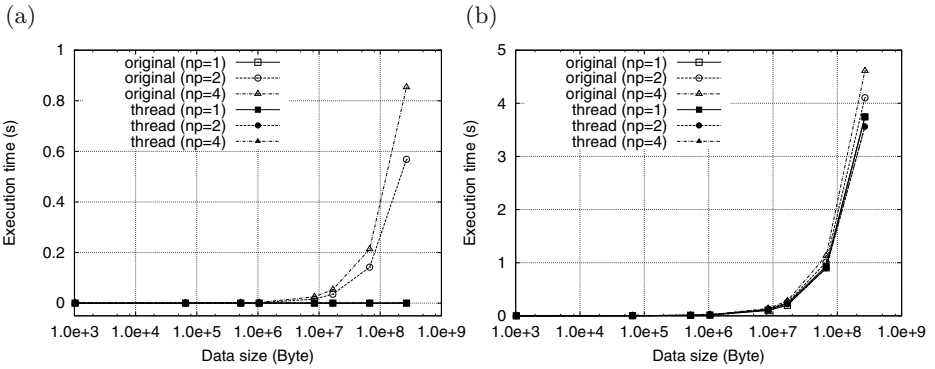 (a)
1
0.8
0.6
0.4
0.2
0
Execution time (s)
original (np=1)
original (np=2)
original (np=4)
thread (np=1)
thread (np=2)
thread (np=4)
1.0e+3 1.0e+4 1.0e+5 1.0e+6 1.0e+7 1.0e+8 1.0e+9
Data size (Byte)
(b)
5
4
3
2
1
0
Execution time (s)
original (np=1)
original (np=2)
original (np=4)
thread (np=1)
thread (np=2)
thread (np=4)
1.0e+3 1.0e+4 1.0e+5 1.0e+6 1.0e+7 1.0e+8 1.0e+9
Data size (Byte)